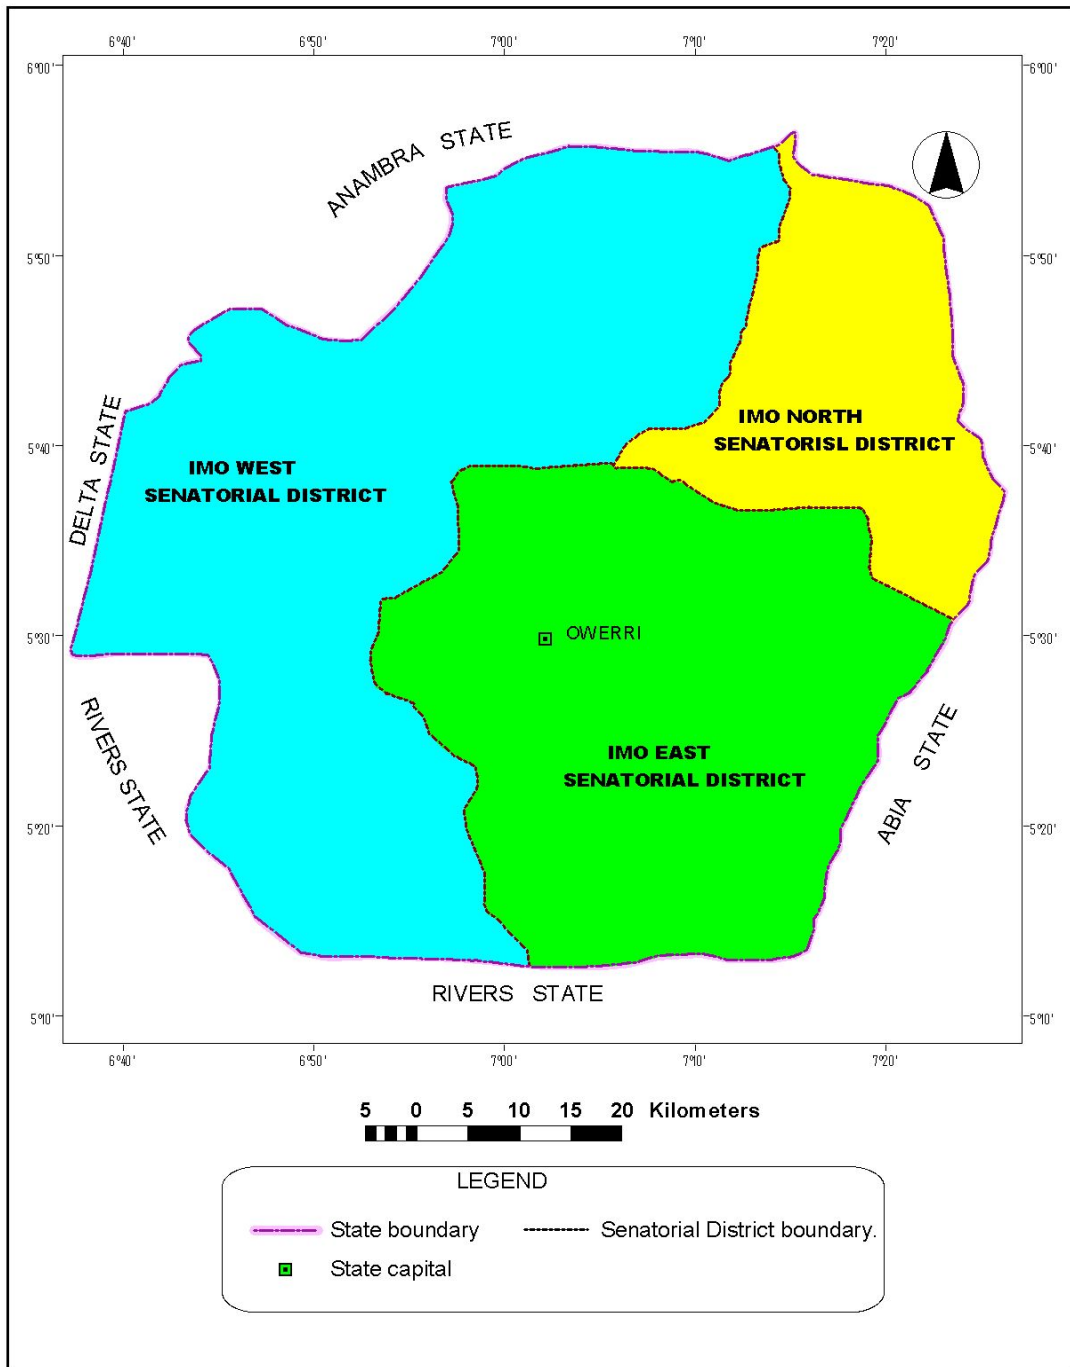 6°40' 6°50' 7°00' 7°10' 7°20'
6°00' 6°00'
ANAMBRA STATE
5°50' 5°50'
DELTA STATE
IMO NORTH
SENATORISL DISTRICT
5°40' 5°40'
IMO WEST
SENATORIAL DISTRICT
5°30' 5°30'
OWERRI
RIVERS STATE
IMO EAST
SENATORIAL DISTRICT
ABIA STATE
5°20' 5°20'
RIVERS STATE
5°10' 5°10'
6°40' 6°50' 7°00' 7°10' 7°20'
5 0 5 10 15 20 Kilometers
LEGEND
State boundary Senatorial District boundary.
State capital